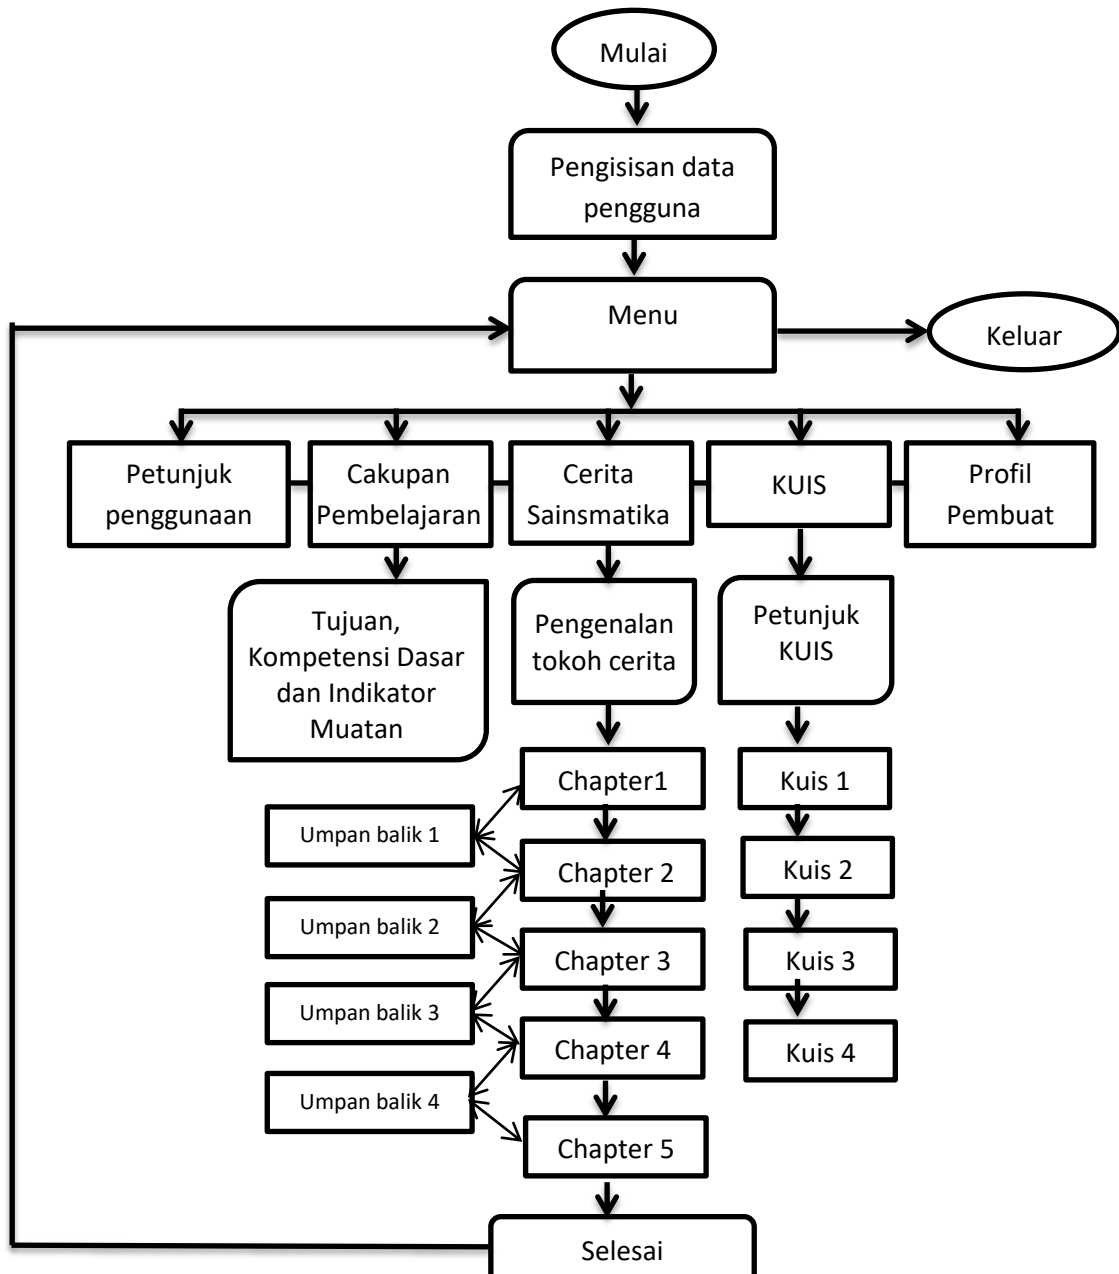 Mulai
Pengisisan data
pengguna
Menu
Keluar
Petunjuk
penggunaan
Cakupan
Pembelajaran
Cerita
Sainsmatika
KUIS
Profil
Pembuat
Tujuan,
Kompetensi Dasar
dan Indikator
Muatan
Pengenalan
tokoh cerita
Petunjuk
KUIS
Chapter1
Kuis 1
Umpan balik 1
Chapter 2
Kuis 2
Umpan balik 2
Chapter 3
Kuis 3
Umpan balik 3
Chapter 4
Kuis 4
Umpan balik 4
Chapter 5
Selesai